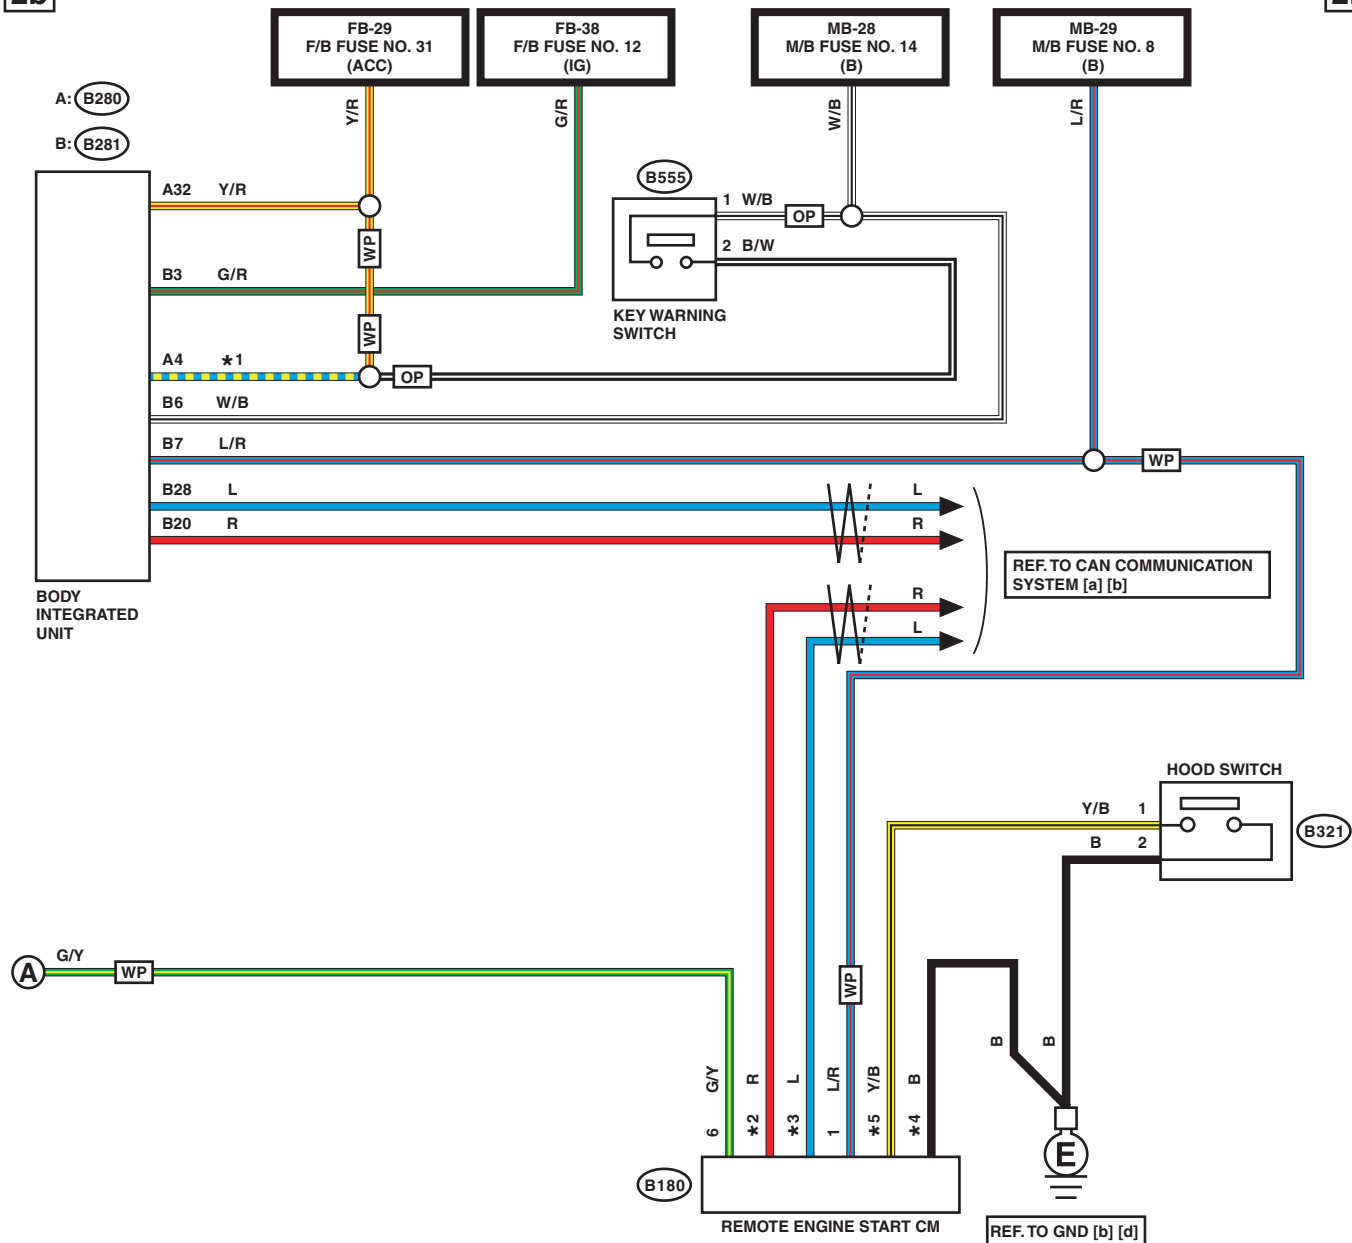 FB-29
F/B FUSE NO. 31
(ACC)
FB-38
F/B FUSE NO. 12
(IG)
MB-28
M/B FUSE NO. 14
(B)
MB-29
M/B FUSE NO. 8
(B)
A: B280
B: B281
Y/R
G/R
W/B
L/R
B555
A32 Y/R
1 W/B
OP
WP
2 B/W
B3 G/R
KEY WARNING
SWITCH
WP
A4 *1
OP
B6 W/B
B7 L/R
WP
B28 L
L
B20 R
R
REF. TO CAN COMMUNICATION
SYSTEM [a] [b]
BODY
INTEGRATED
UNIT
R
L
HOOD SWITCH
Y/B 1
B 2
B321
A
G/Y
WP
WP
B
B
G/Y
R
L
L/R
Y/B
B
6
*2
*3
1
*5
*4
E
B180
REMOTE ENGINE START CM
REF. TO GND [b] [d]